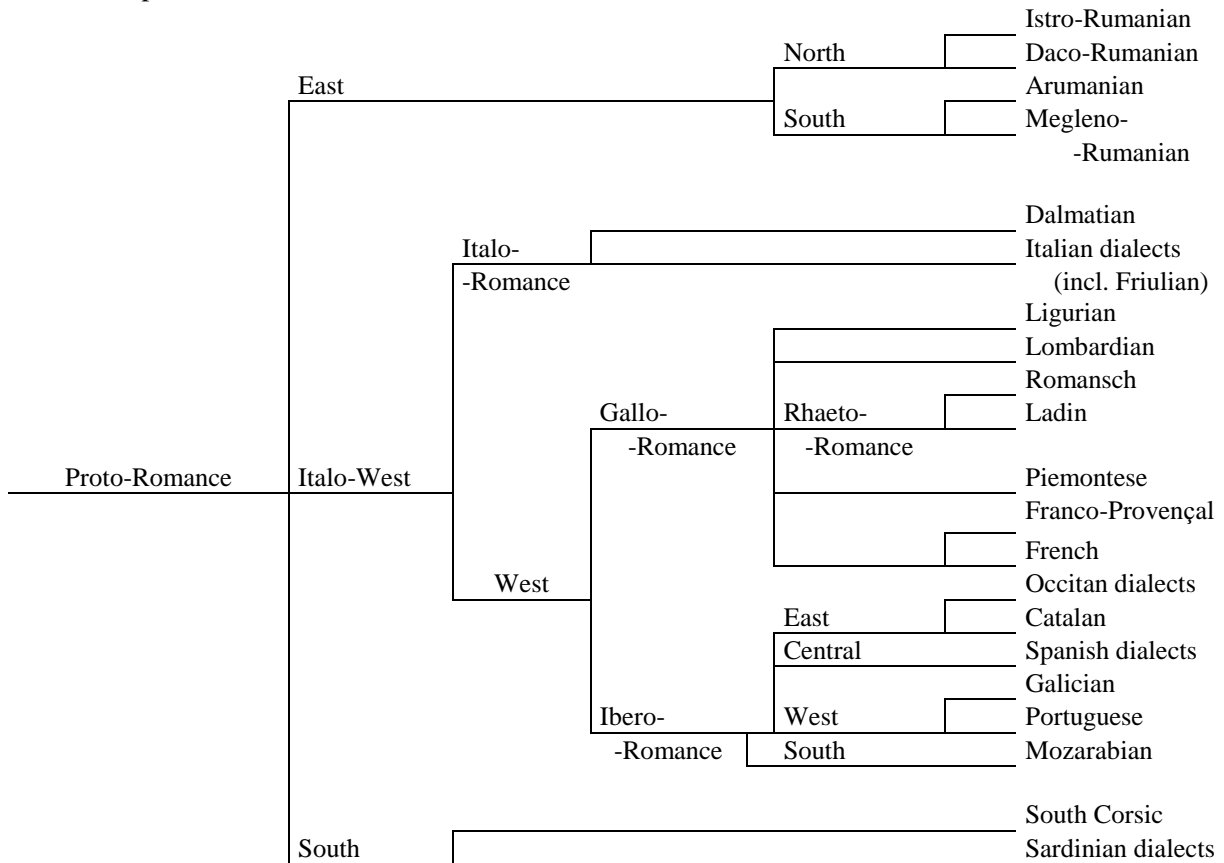 Istro-Rumanian
North Daco-Rumanian
East Arumanian
South Megleno-
-Rumanian
Dalmatian
Italo- Italian dialects
-Romance (incl. Friulian)
Ligurian
Lombardian
Romansch
Gallo- Rhaeto- Ladin
-Romance -Romance
Proto-Romance Italo-West Piemontese
Franco-Provençal
French
West Occitan dialects
East Catalan
Central Spanish dialects
Galician
Ibero- West Portuguese
-Romance South Mozarabian
South Corsic
South Sardinian dialects